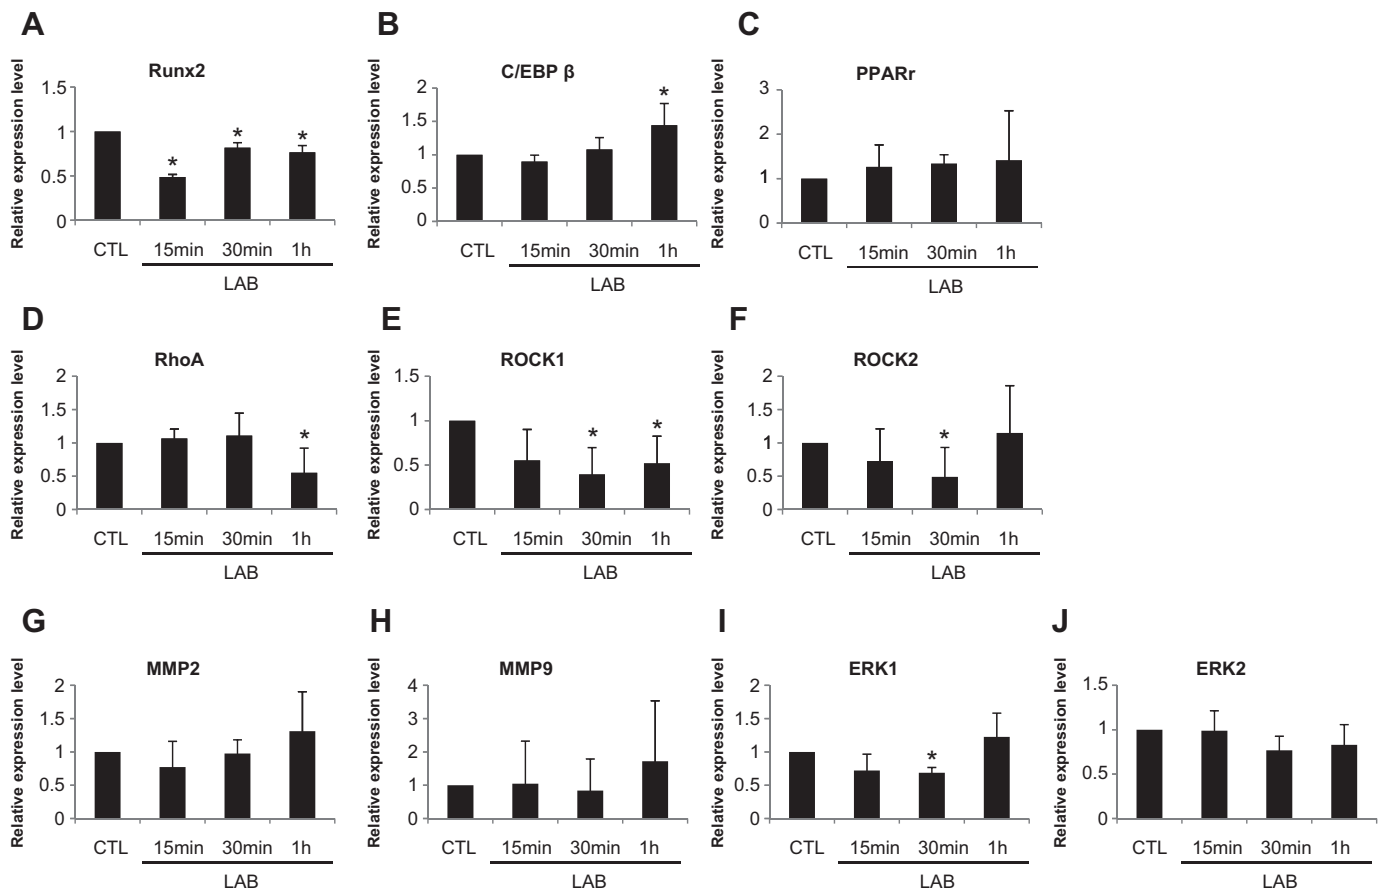 A
B
C
Runx2
C/EBP β
PPARr
Relative expression level
1.5
1
0.5
0
*
*
*
CTL 15min 30min 1h
LAB
Relative expression level
2
1.5
1
0.5
0
*
CTL 15min 30min 1h
LAB
Relative expression level
3
2
1
0
CTL 15min 30min 1h
LAB
D
E
F
RhoA
ROCK1
ROCK2
Relative expression level
2
1.5
1
0.5
0
*
CTL 15min 30min 1h
LAB
Relative expression level
1.5
1
0.5
0
*
*
CTL 15min 30min 1h
LAB
Relative expression level
2
1.5
1
0.5
0
*
CTL 15min 30min 1h
LAB
G
H
I
J
MMP2
MMP9
ERK1
ERK2
Relative expression level
2
1.5
1
0.5
0
CTL 15min 30min 1h
LAB
Relative expression level
4
3
2
1
0
CTL 15min 30min 1h
LAB
Relative expression level
2
1.5
1
0.5
0
*
CTL 15min 30min 1h
LAB
Relative expression level
1.5
1
0.5
0
CTL 15min 30min 1h
LAB